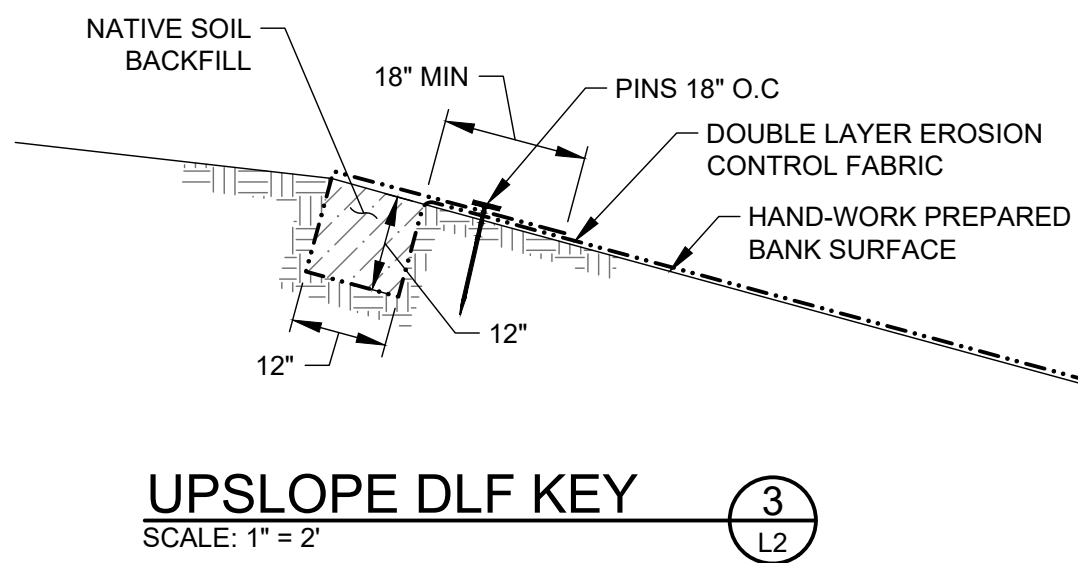 NATIVE SOIL
BACKFILL
18" MIN
PINS 18" O.C
DOUBLE LAYER EROSION
CONTROL FABRIC
HAND-WORK PREPARED
BANK SURFACE
12"
12"
UPSLOPE DLF KEY
SCALE: 1" = 2'
3
L2